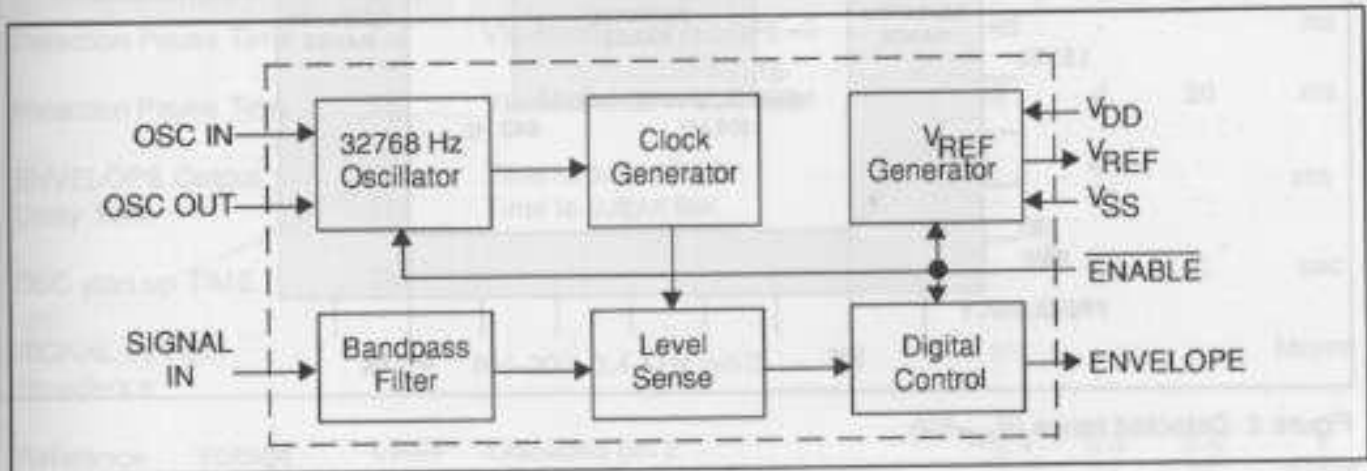 OSC IN
OSC OUT
32768 Hz
Oscillator
Clock
Generator
VREF
Generator
VDD
VREF
VSS
ENABLE
SIGNAL
IN
Bandpass
Filter
Level
Sense
Digital
Control
ENVELOPE